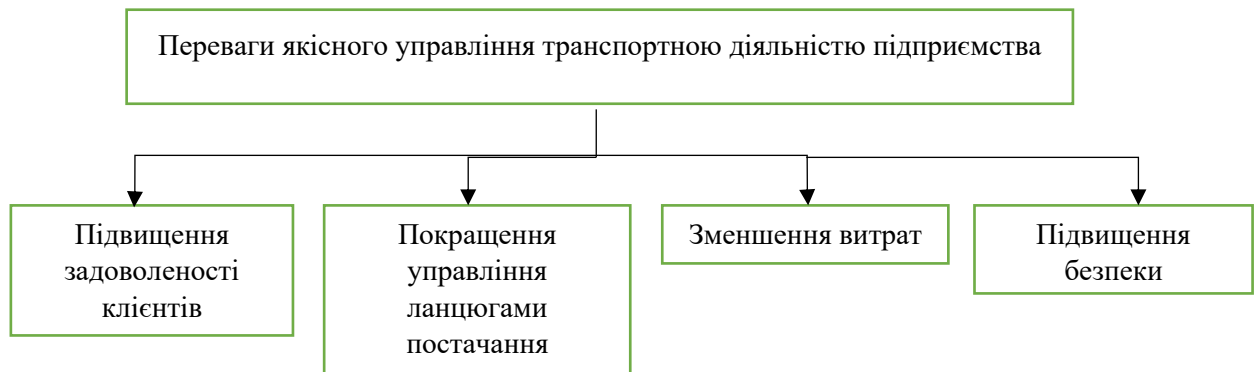 Переваги якісного управління транспортною діяльністю підприємства
Підвищення
задоволеності
клієнтів
Покращення
управління
ланцюгами
постачання
Зменшення витрат
Підвищення
безпеки